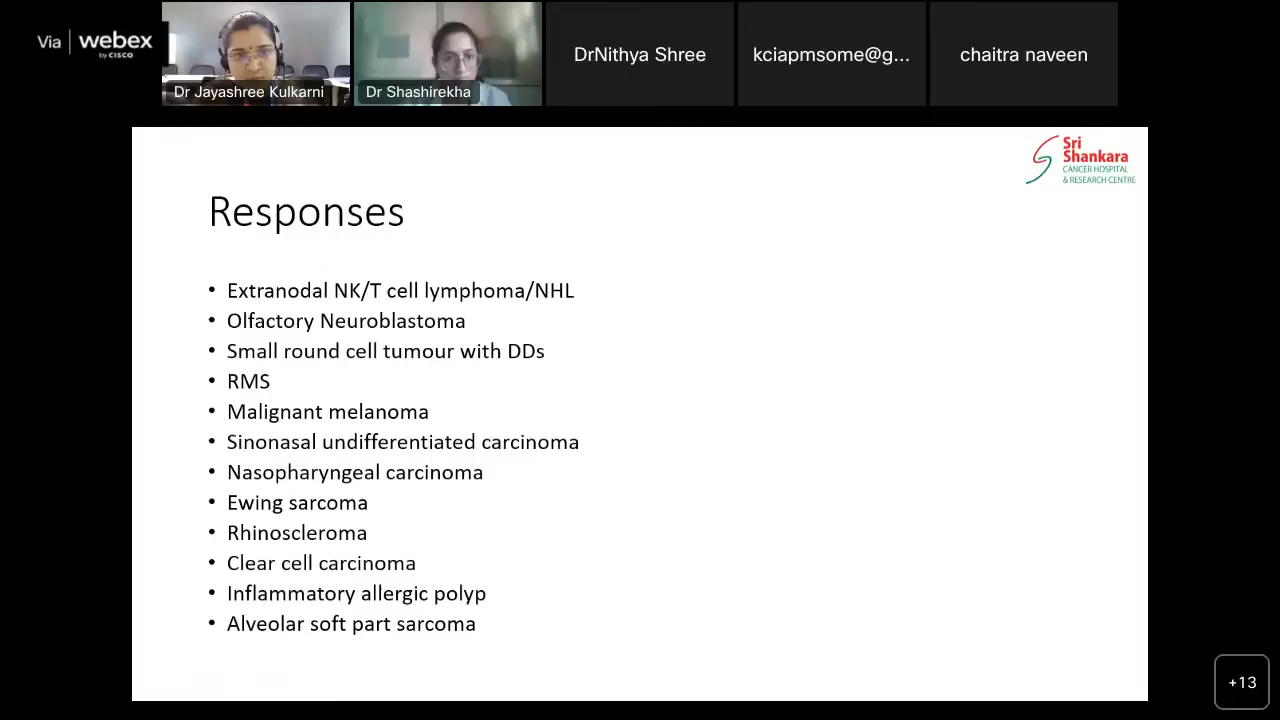 Via | webex
by CISCO
Dr Jayashree Kulkarni
Dr Shashirekha
DrNithya Shree
kciapmsome@g...
chaitra naveen
Sri
Shankara
CANCER HOSPITAL
& RESEARCH CENTRE
Responses
• Extranodal NK/T cell lymphoma/NHL
• Olfactory Neuroblastoma
• Small round cell tumour with DDs
• RMS
• Malignant melanoma
• Sinonasal undifferentiated carcinoma
• Nasopharyngeal carcinoma
• Ewing sarcoma
• Rhinoscleroma
• Clear cell carcinoma
• Inflammatory allergic polyp
• Alveolar soft part sarcoma
+13